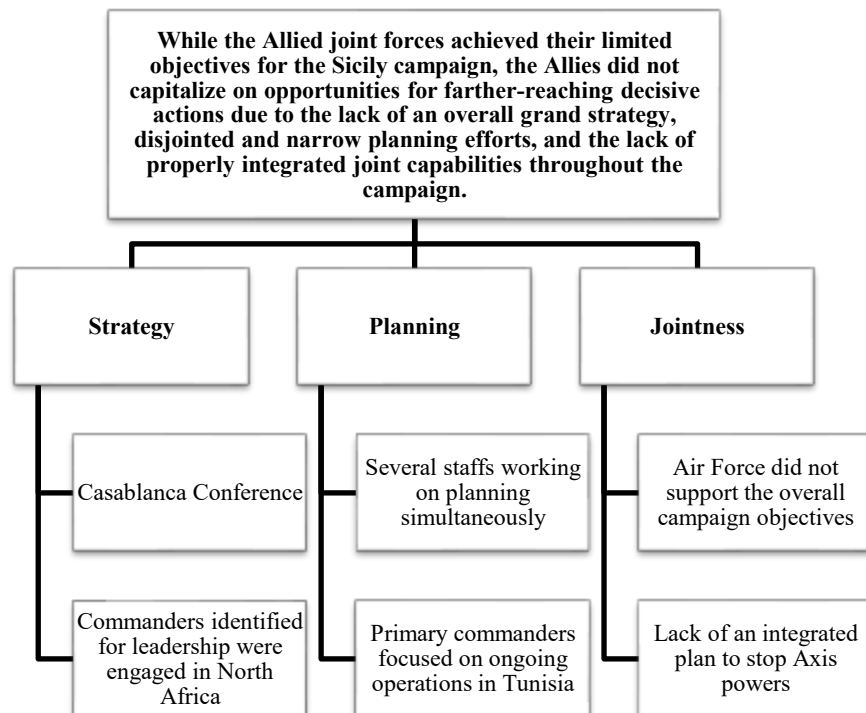 While the Allied joint forces achieved their limited
objectives for the Sicily campaign, the Allies did not
capitalize on opportunities for farther-reaching decisive
actions due to the lack of an overall grand strategy,
disjointed and narrow planning efforts, and the lack of
properly integrated joint capabilities throughout the
campaign.
Strategy
Casablanca Conference
Commanders identified
for leadership were
engaged in North
Africa
Planning
Several staffs working
on planning
simultaneously
Primary commanders
focused on ongoing
operations in Tunisia
Jointness
Air Force did not
support the overall
campaign objectives
Lack of an integrated
plan to stop Axis
powers